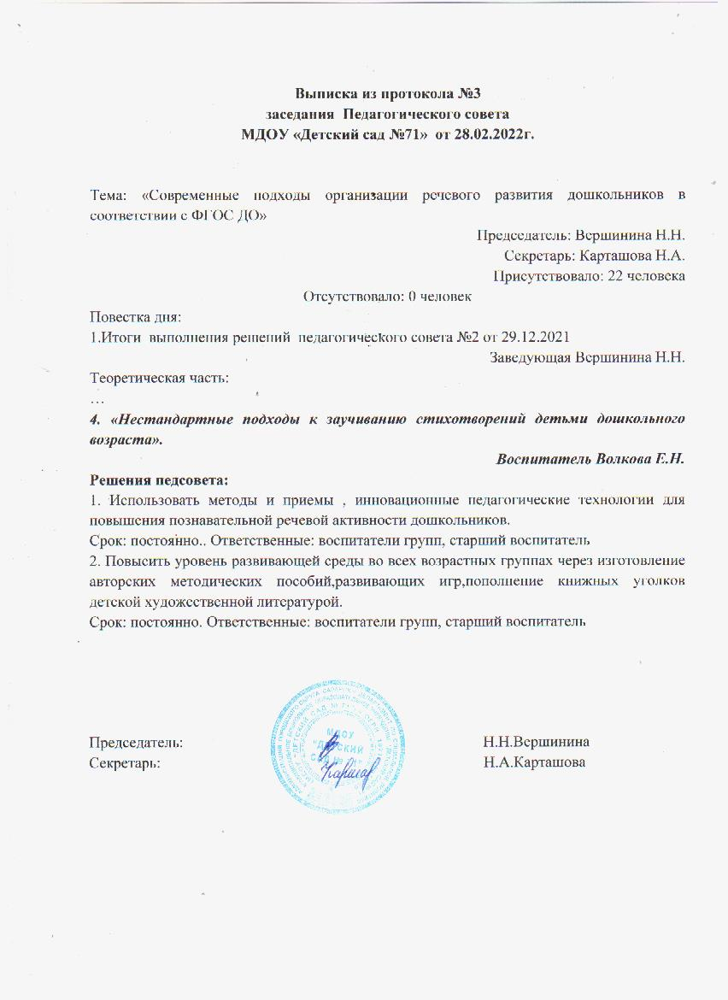 Выписка из протокола №3
заседания Педагогического совета
МДОУ «Детский сад №71» от 28.02.2022г.
Тема: «Современные подходы организации речевого развития дошкольников в
соответствии с ФГОС ДО»
Председатель: Вершинина Н.Н.
Секретарь: Карташова Н.А.
Присутствовало: 22 человека
Отсутствовало: 0 человек
Повестка дня:
1.Итоги выполнения решений педагогического совета №2 от 29.12.2021
Заведующая Вершинина Н.Н.
Теоретическая часть:
…
4. «Нестандартные подходы к заучиванию стихотворений детьми дошкольного
возраста».
Воспитатель Волкова Е.Н.
Решения педсовета:
1. Использовать методы и приемы , инновационные педагогические технологии для
повышения познавательной речевой активности дошкольников.
Срок: постоянно.. Ответственные: воспитатели групп, старший воспитатель
2. Повысить уровень развивающей среды во всех возрастных группах через изготовление
авторских методических пособий,развивающих игр,пополнение книжных уголков
детской художественной литературой.
Срок: постоянно. Ответственные: воспитатели групп, старший воспитатель
МДОУ
"ДЕТСКИЙ
САД №
Председатель: Н.Н.Вершинина
Секретарь: Н.А.Карташова